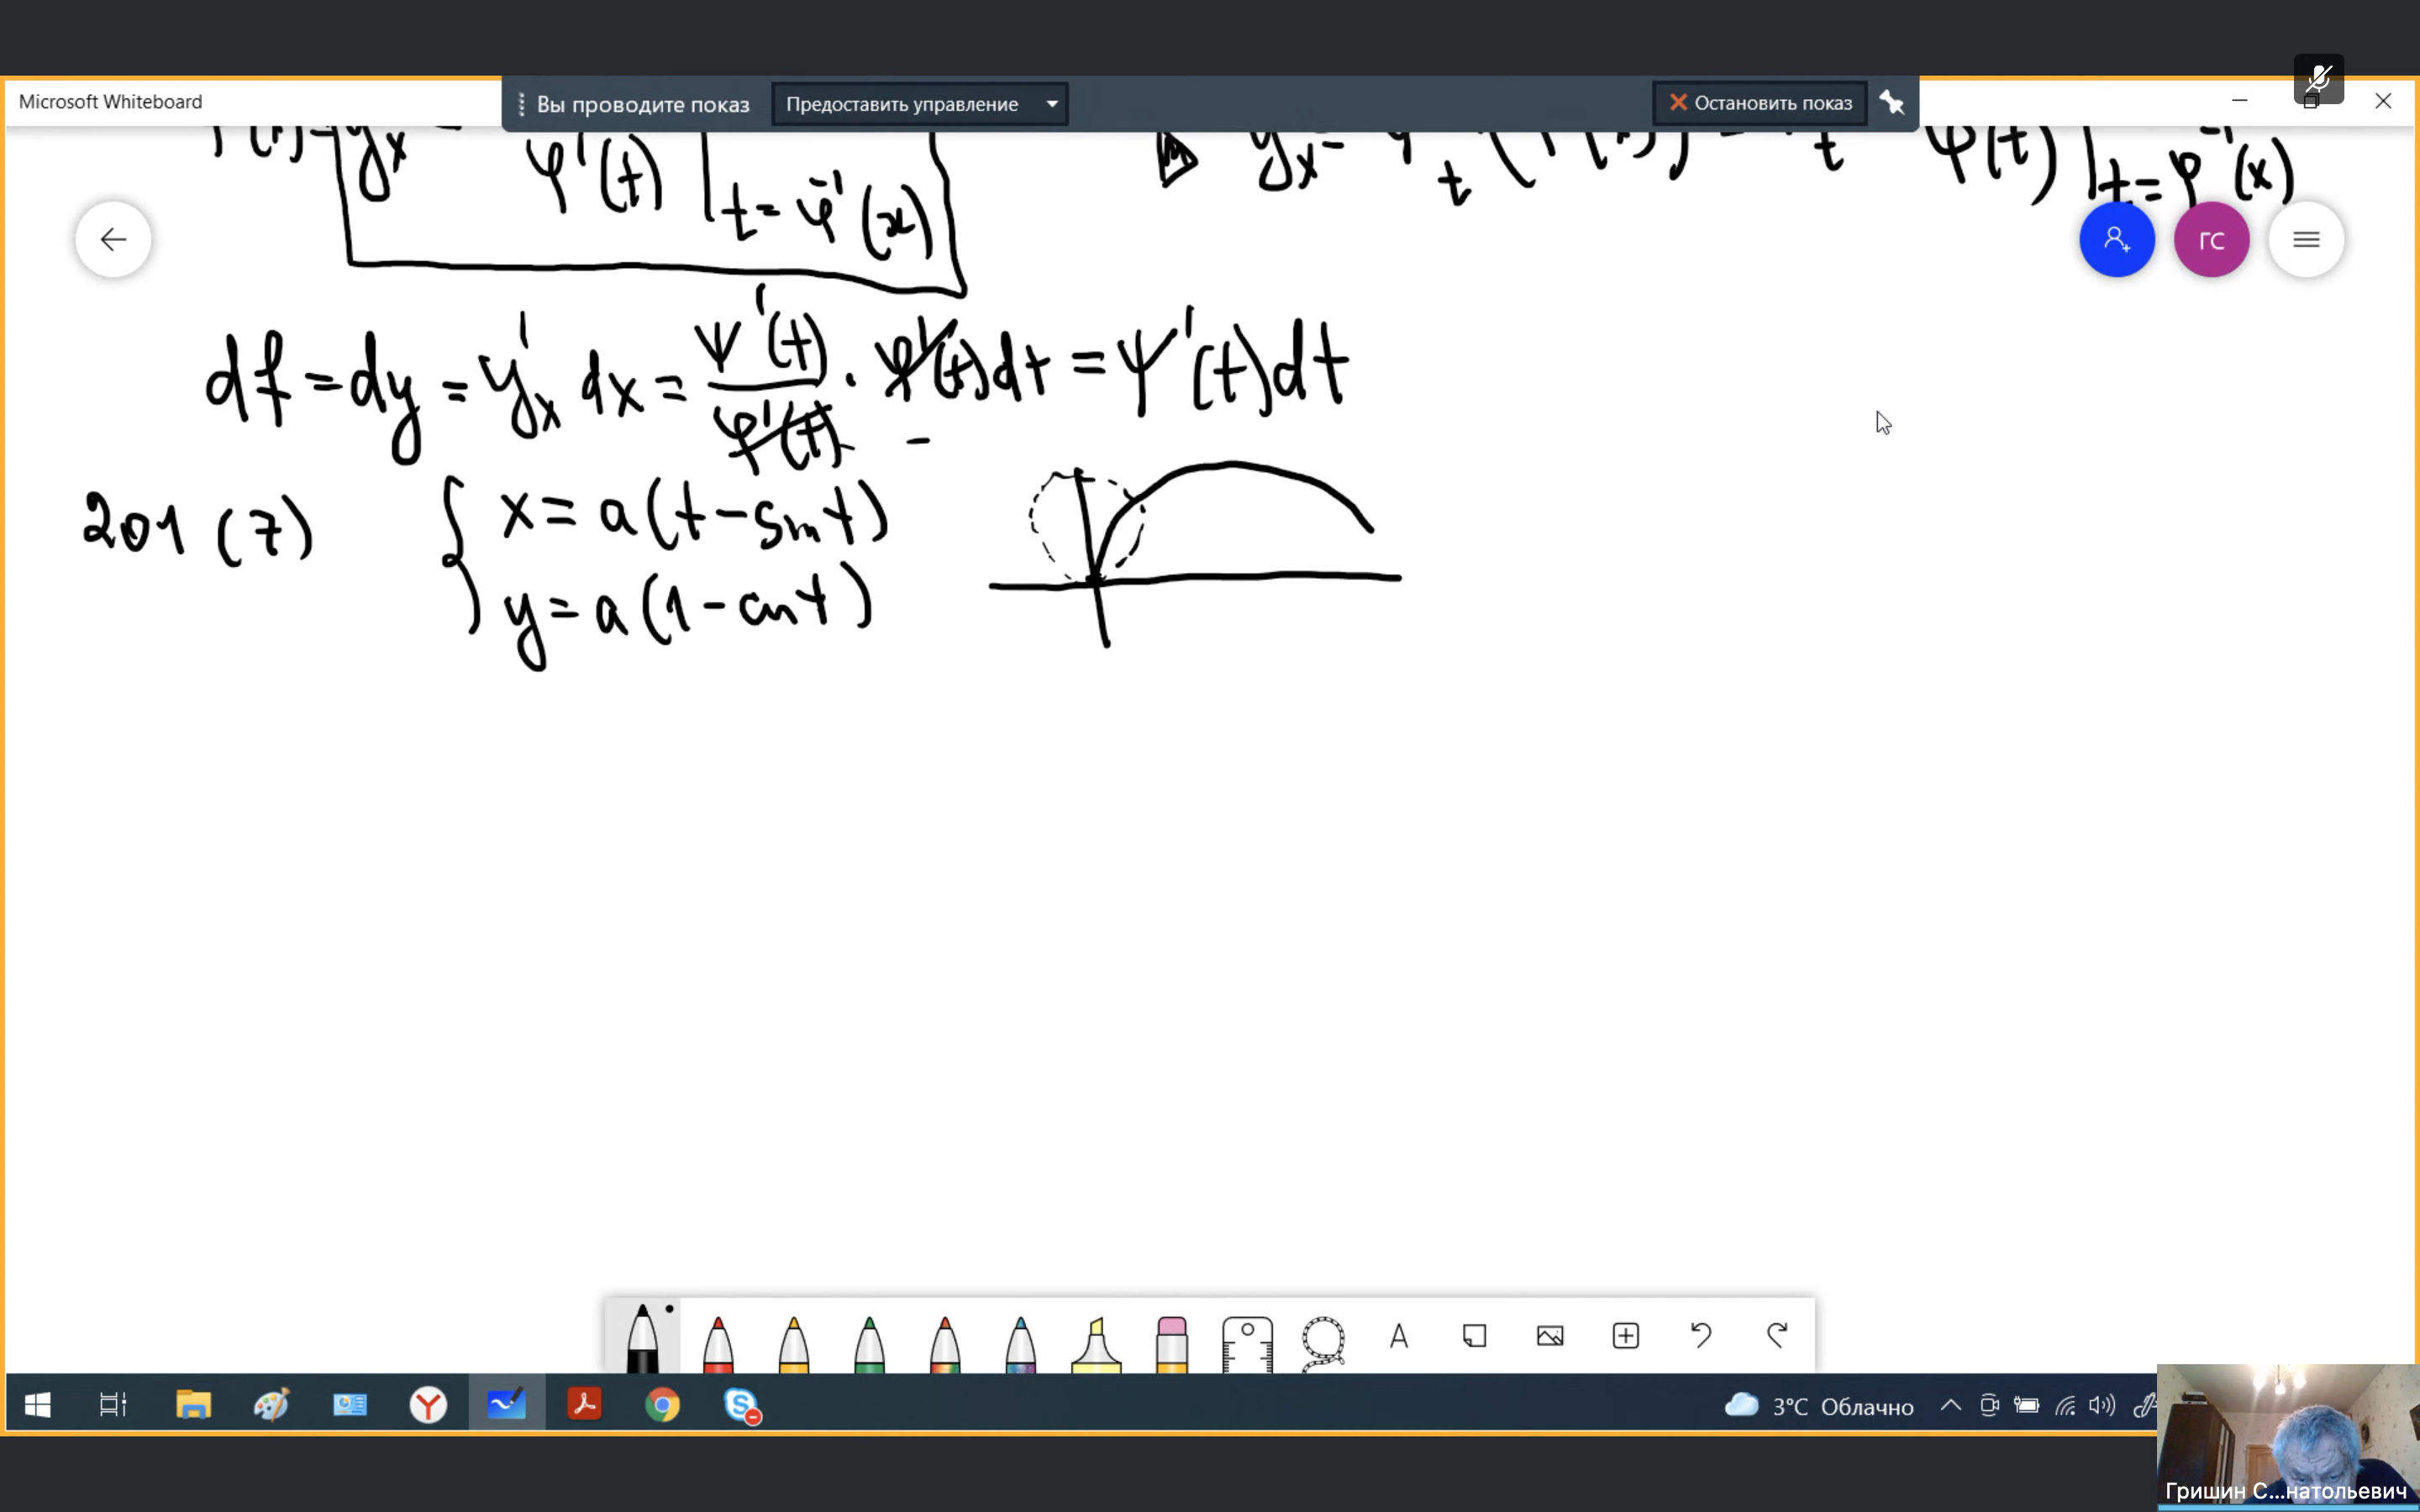 Microsoft Whiteboard
Вы проводите показ
Предоставить управление
Остановить показ
y'x =
φ'(t) | t = φ⁻¹(x)
φ(t) | t = φ⁻¹(x)
ГС
df = dy = y'x dx = ψ'(t) / φ'(t) · φ'(t)dt = ψ'(t)dt
201 (7)
{ x = a(t - sin t)
y = a(1 - cos t)
A
3°C Облачно
Гришин С...натольевич